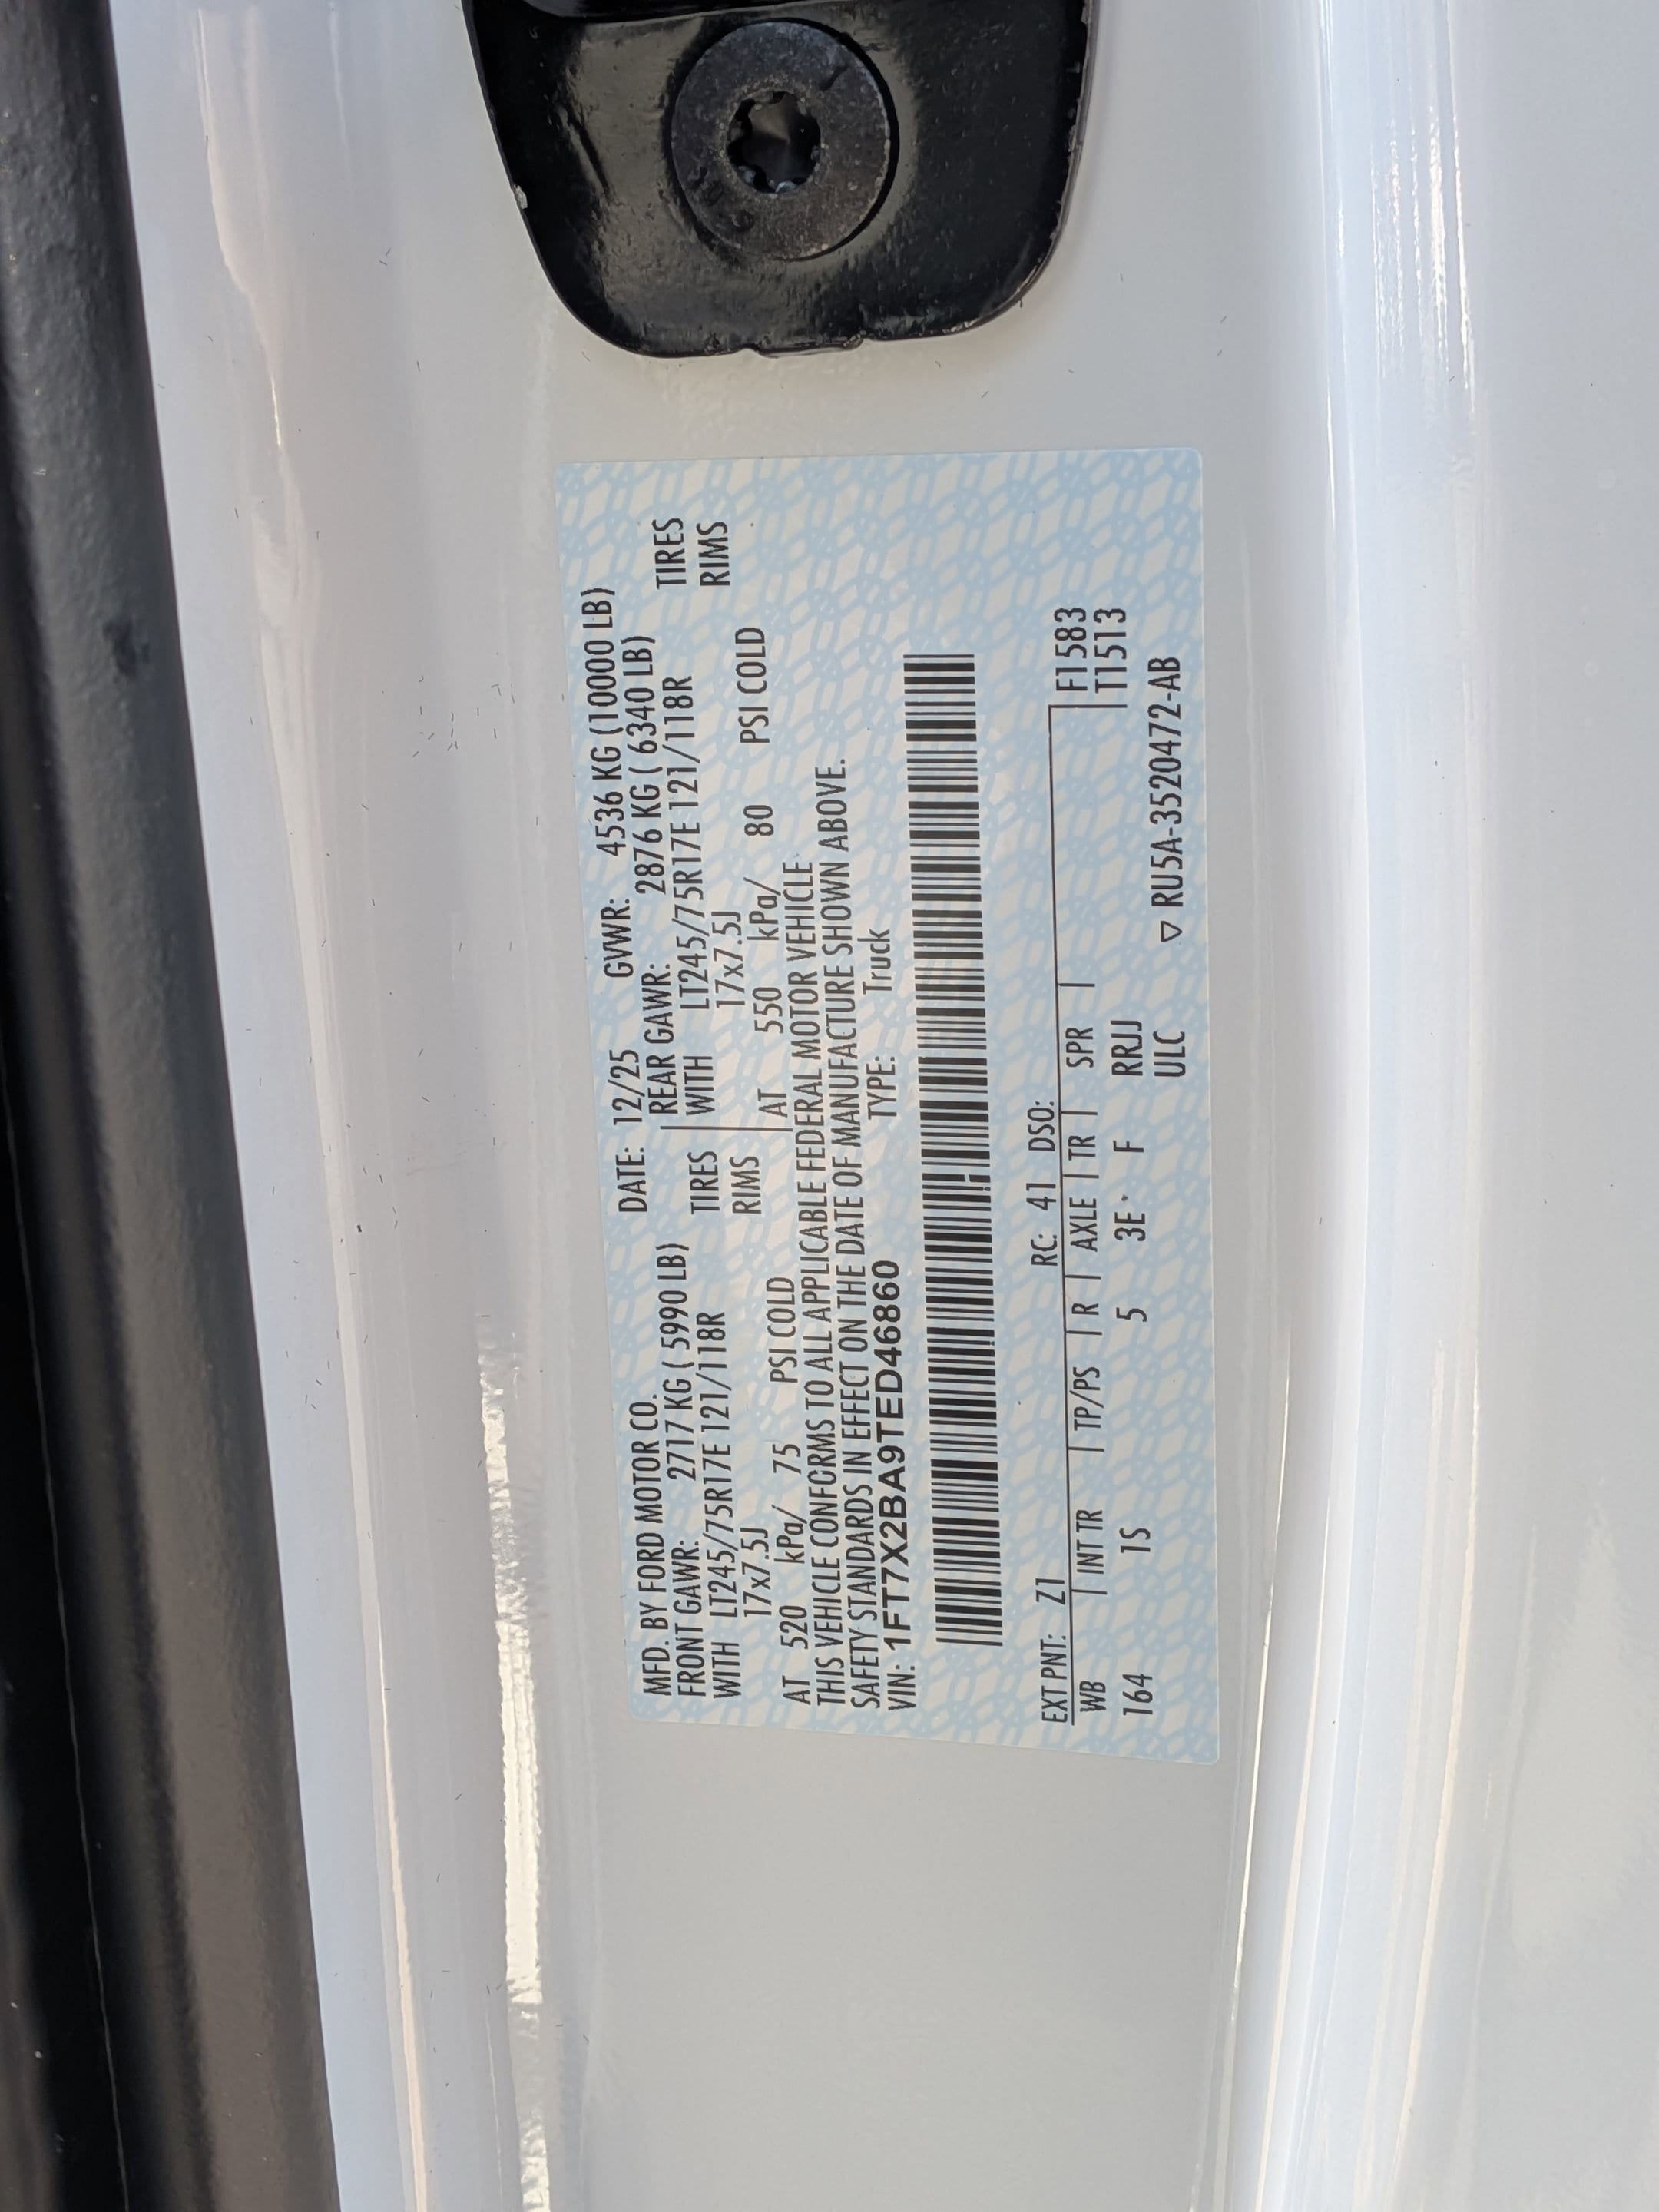 MFD. BY FORD MOTOR CO. DATE: 12/25 GVWR: 4536 KG (10000 LB)
FRONT GAWR: 2717 KG ( 5990 LB) REAR GAWR: 2876 KG ( 6340 LB)
WITH LT245/75R17E 121/118R TIRES WITH LT245/75R17E 121/118R TIRES
17x7.5J RIMS 17x7.5J RIMS
AT 520 kPa/ 75 PSI COLD AT 550 kPa/ 80 PSI COLD
THIS VEHICLE CONFORMS TO ALL APPLICABLE FEDERAL MOTOR VEHICLE
SAFETY STANDARDS IN EFFECT ON THE DATE OF MANUFACTURE SHOWN ABOVE.
VIN: 1FT7X2BA9TED46860 TYPE: Truck
EXT PNT: Z1 RC: 41 DSO:
WB INT TR TP/PS R AXLE TR SPR F1583
164 1S 5 3E F RRJJ T1513
ULC ▽ RU5A-3520472-AB